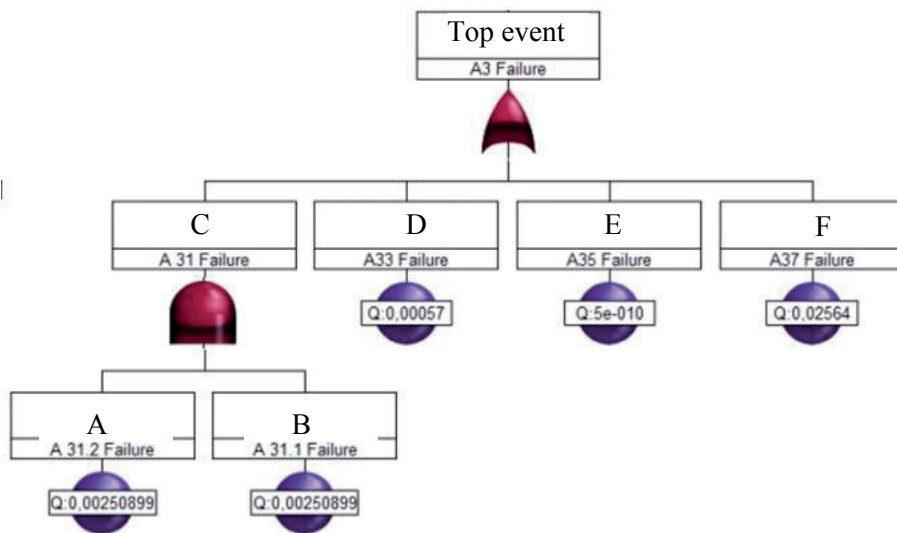 Top event
A3 Failure
C
A 31 Failure
D
A33 Failure
E
A35 Failure
F
A37 Failure
Q:0,00057
Q:5e-010
Q:0,02564
A
A 31.2 Failure
B
A 31.1 Failure
Q:0,00250899
Q:0,00250899